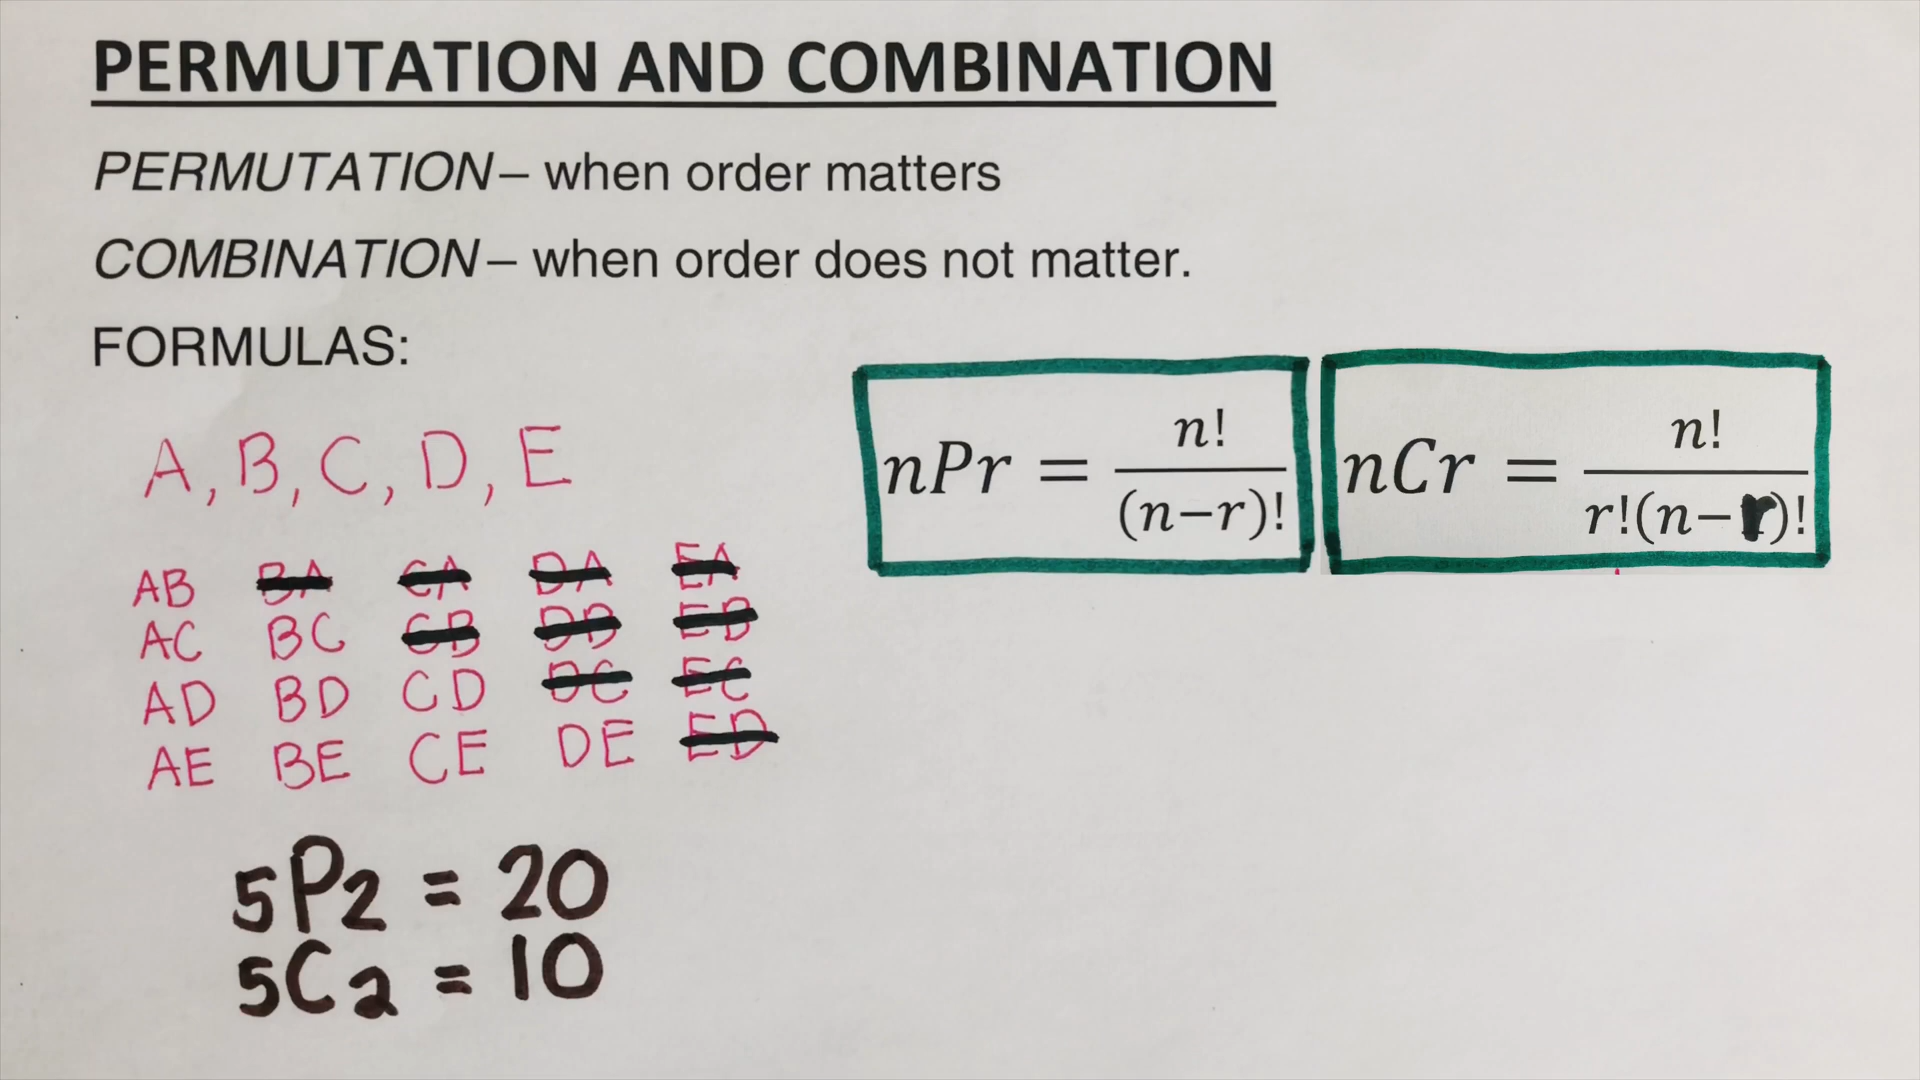 PERMUTATION AND COMBINATION
PERMUTATION – when order matters
COMBINATION – when order does not matter.
FORMULAS:
A, B, C, D, E
nPr = n!/(n−r)!
nCr = n!/r!(n−r)!
AB BA CA DA EA
AC BC CB DB EB
AD BD CD DC EC
AE BE CE DE ED
5P2 = 20
5C2 = 10